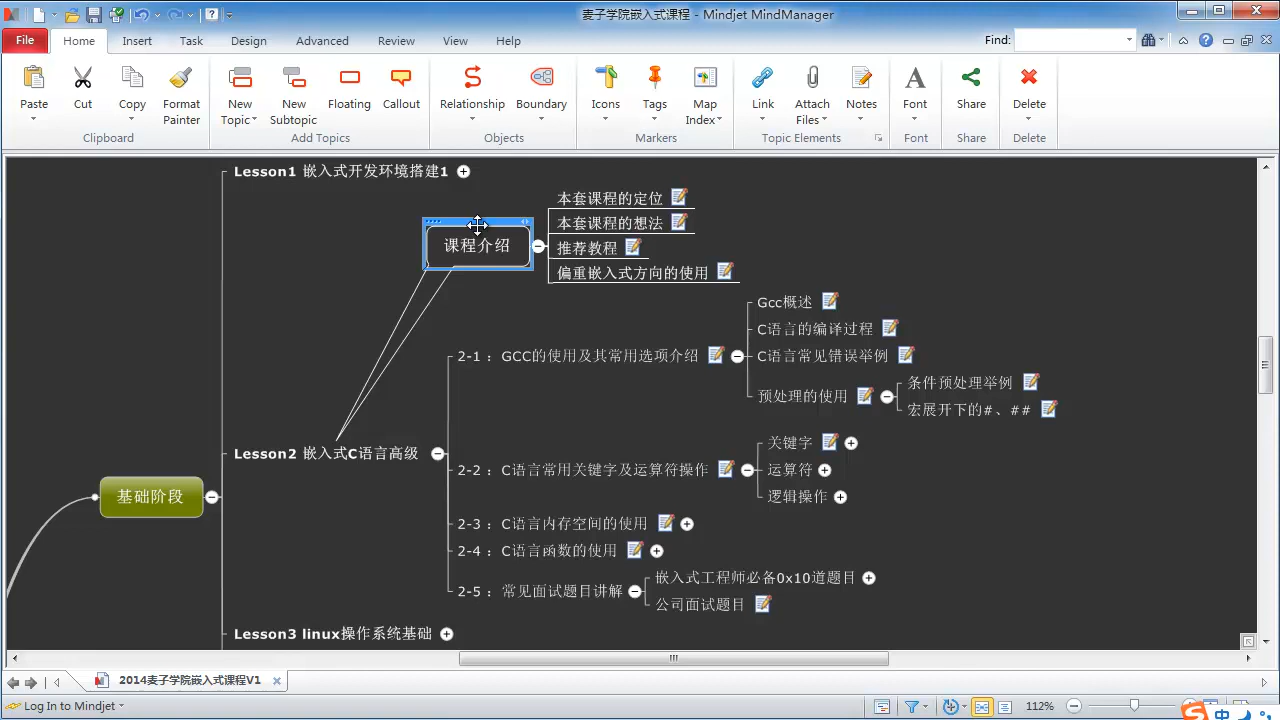 麦子学院嵌入式课程 - Mindjet MindManager
File Home Insert Task Design Advanced Review View Help Find:
Paste Cut Copy Format Painter
Clipboard
New Topic New Subtopic Floating Callout
Add Topics
Relationship Boundary
Objects
Icons Tags Map Index
Markers
Link Attach Files Notes
Topic Elements
Font
Font
Share
Share
Delete
Delete
Lesson1 嵌入式开发环境搭建1
课程介绍
本套课程的定位
本套课程的想法
推荐教程
偏重嵌入式方向的使用
Gcc概述
C语言的编译过程
2-1 : GCC的使用及其常用选项介绍
C语言常见错误举例
预处理的使用
条件预处理举例
宏展开下的#、##
Lesson2 嵌入式C语言高级
2-2 : C语言常用关键字及运算符操作
关键字
运算符
逻辑操作
基础阶段
2-3 : C语言内存空间的使用
2-4 : C语言函数的使用
2-5 : 常见面试题目讲解
嵌入式工程师必备0x10道题目
公司面试题目
Lesson3 linux操作系统基础
2014麦子学院嵌入式课程V1
Log In to Mindjet
112%
中